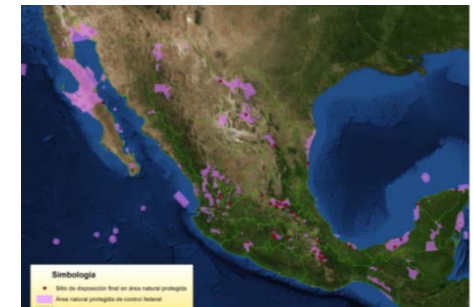 Simbología
Sitio de disposición final en área natural protegida
Área natural protegida de control federal